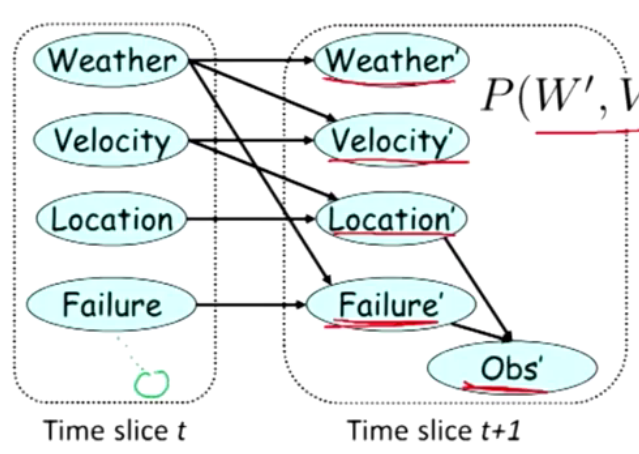 Weather
Weather'
P(W', V
Velocity
Velocity'
Location
Location'
Failure
Failure'
Obs'
Time slice t
Time slice t+1